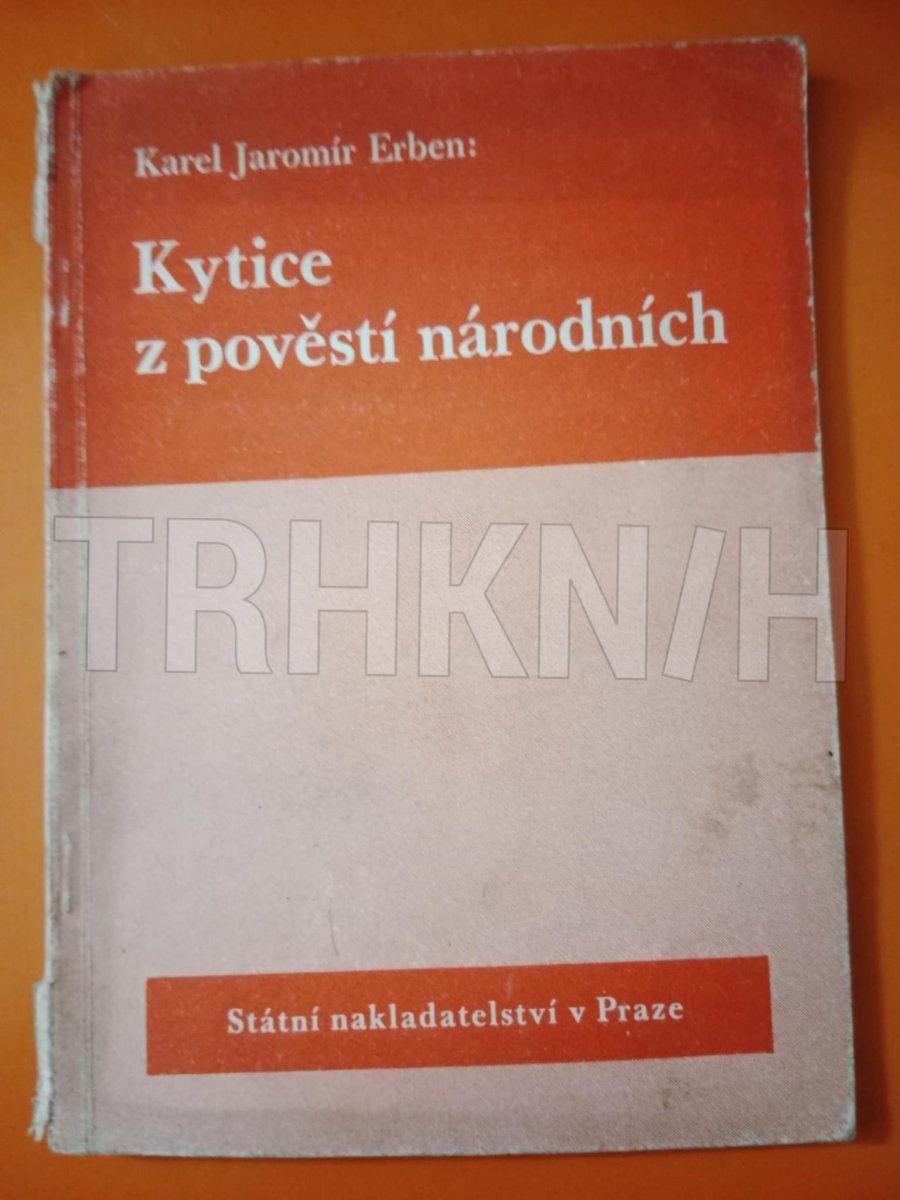 Karel Jaromír Erben:
Kytice
z pověstí národních
TRHKNIH
Státní nakladatelství v Praze